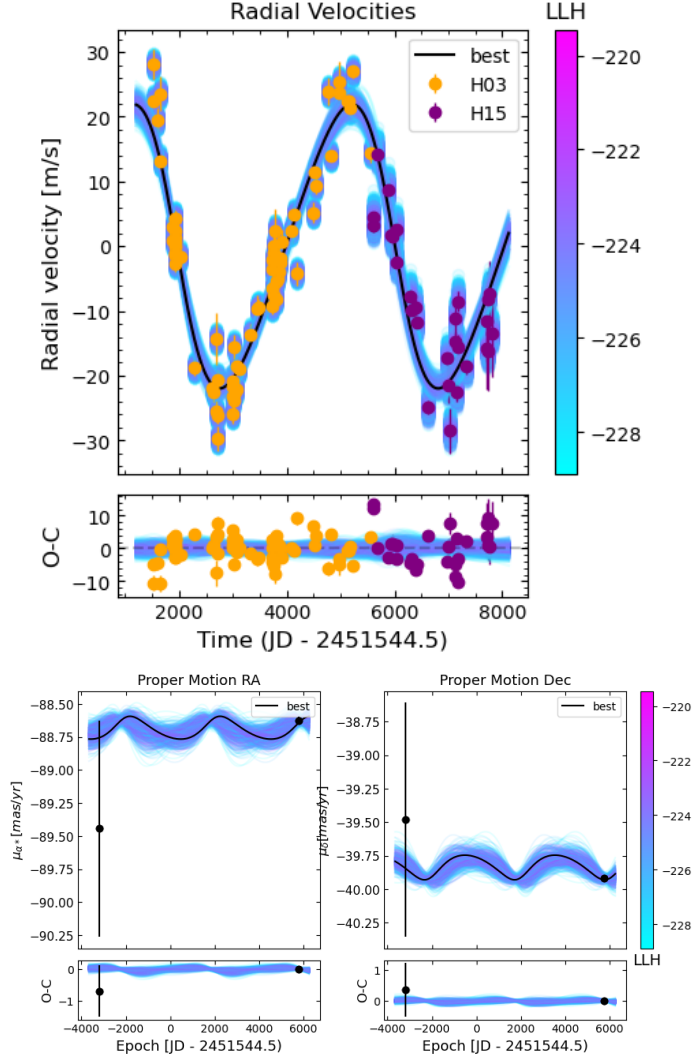 Radial Velocities
LLH
best
H03
H15
30
20
10
0
−10
−20
−30
Radial velocity [m/s]
−220
−222
−224
−226
−228
10
0
−10
O-C
2000
4000
6000
8000
Time (JD - 2451544.5)
Proper Motion RA
best
−88.50
−88.75
−89.00
−89.25
−89.50
−89.75
−90.00
−90.25
μα* [mas/yr]
0
−1
O-C
−4000
−2000
0
2000
4000
6000
Epoch [JD - 2451544.5)
Proper Motion Dec
best
−38.75
−39.00
−39.25
−39.50
−39.75
−40.00
−40.25
μδ[mas/yr]
−220
−222
−224
−226
−228
LLH
1
0
O-C
−4000
−2000
0
2000
4000
6000
Epoch [JD - 2451544.5)